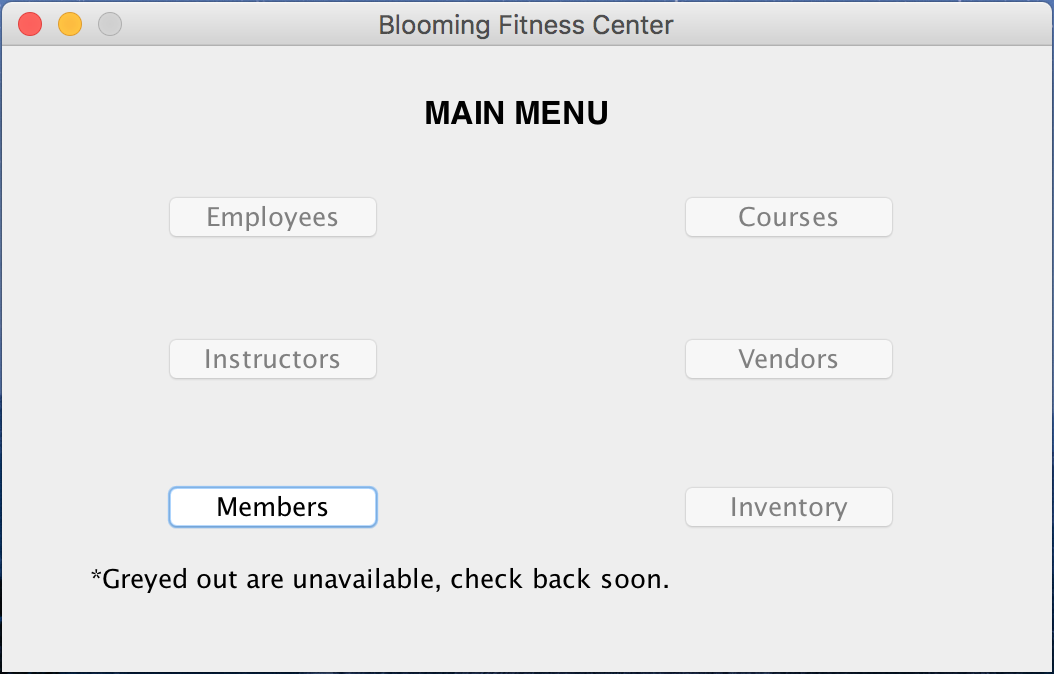 Blooming Fitness Center
MAIN MENU
Employees
Courses
Instructors
Vendors
Members
Inventory
*Greyed out are unavailable, check back soon.